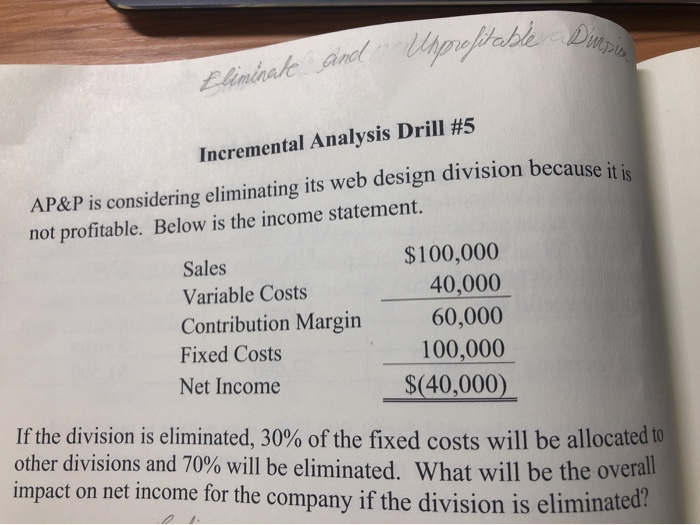 Eliminate and Unprofitable
Incremental Analysis Drill #5
AP&P is considering eliminating its web design division because it is
not profitable. Below is the income statement.
Sales $100,000
Variable Costs 40,000
Contribution Margin 60,000
Fixed Costs 100,000
Net Income $(40,000)
If the division is eliminated, 30% of the fixed costs will be allocated to
other divisions and 70% will be eliminated. What will be the overall
impact on net income for the company if the division is eliminated?